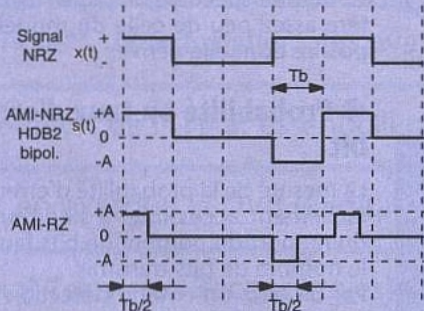 Signal +
NRZ x(t) -
Tb
AMI-NRZ +A
HDB2 s(t) 0
bipol. -A
+A
AMI-RZ 0
-A
Tb/2 Tb/2